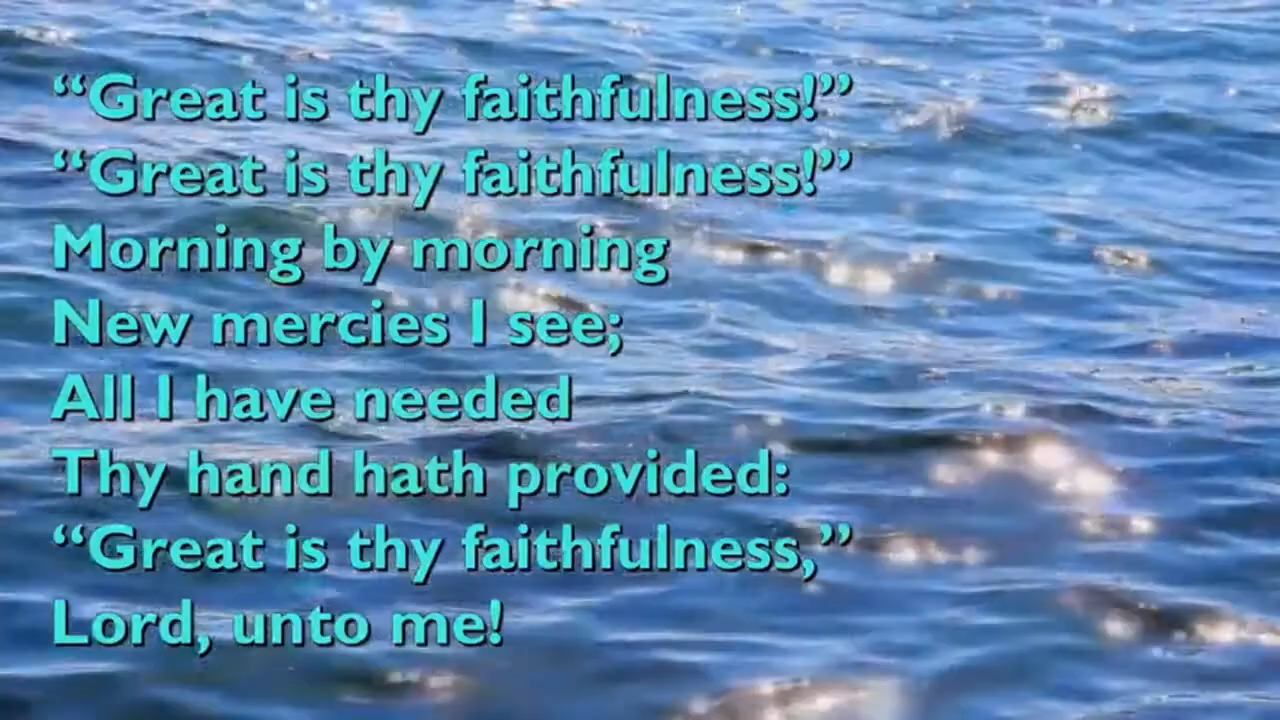 “Great is thy faithfulness!”
“Great is thy faithfulness!”
Morning by morning
New mercies I see;
All I have needed
Thy hand hath provided:
“Great is thy faithfulness,”
Lord, unto me!